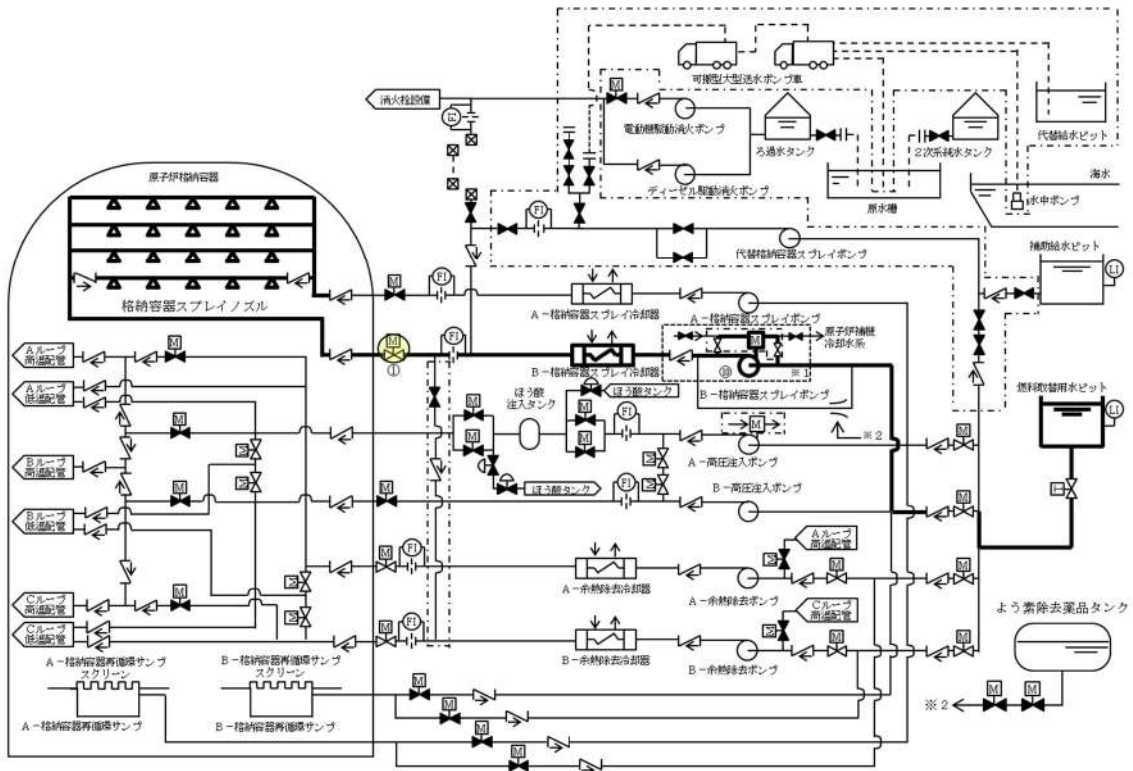 可搬型大型送水ポンプ車
消火栓設備
FI
M
電動機駆動消火ポンプ
ろ過水タンク
2次系純水タンク
代替給水ピット
海水
原子炉格納容器
ディーゼル駆動消火ポンプ
原水槽
水中ポンプ
FI
代替格納容器スプレイポンプ
補助給水ピット
LI
格納容器スプレイノズル
M
FI
A-格納容器スプレイ冷却器
A-格納容器スプレイポンプ
原子炉補機
冷却水系
M
FI
M
①
⑩
※1
B-格納容器スプレイ冷却器
B-格納容器スプレイポンプ
燃料取替用水ピット
LI
Aループ
高温配管
M
Aループ
低温配管
ほう酸
注入タンク
ほう酸タンク
M
M
M
FI
M
※2
M
M
M
A-高圧注入ポンプ
M
Bループ
高温配管
M
M
ほう酸タンク
M
M
FI
B-高圧注入ポンプ
M
Bループ
低温配管
M
Aループ
高温配管
M
FI
M
M
M
A-余熱除去冷却器
A-余熱除去ポンプ
M
Cループ
高温配管
M
M
Cループ
高温配管
よう素除去薬品タンク
Cループ
低温配管
M
FI
M
M
M
B-余熱除去冷却器
B-余熱除去ポンプ
A-格納容器再循環サンプ
スクリーン
B-格納容器再循環サンプ
スクリーン
M
M
M
※2
A-格納容器再循環サンプ
B-格納容器再循環サンプ
M
M
M